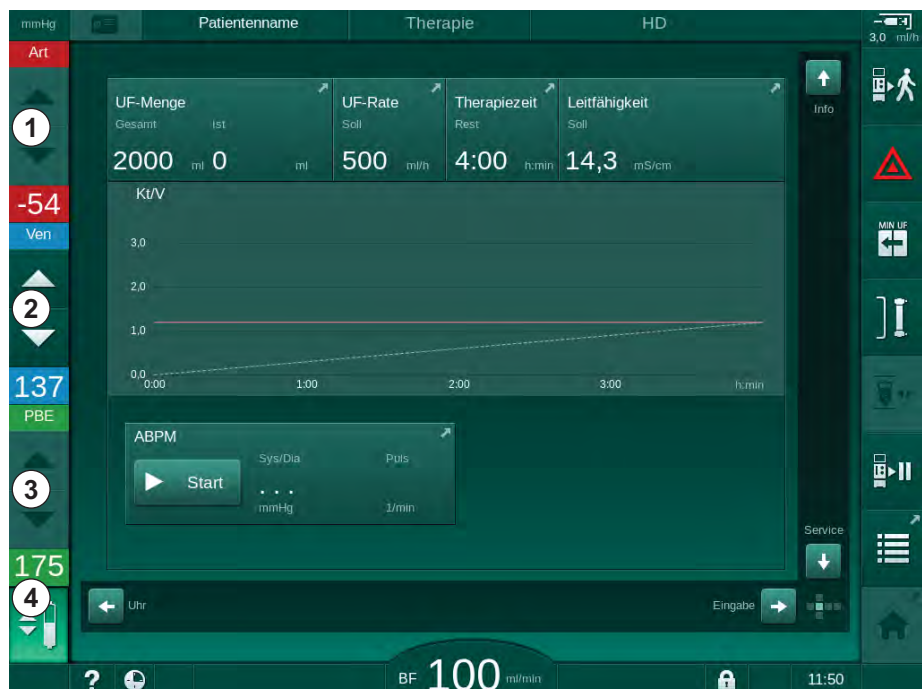 mmHg
Patientenname
Therapie
HD
3,0 ml/h
Art
1
-54
Ven
2
137
PBE
3
175
4
UF-Menge
Gesamt ist
2000 ml 0 ml
UF-Rate
Soll
500 ml/h
Therapiezeit
Rest
4:00 h:min
Leitfähigkeit
Soll
14,3 mS/cm
Info
MIN UF
Kt/V
3,0
2,0
1,0
0,0
0:00 1:00 2:00 3:00 h:min
ABPM
Start
Sys/Dia
. . .
mmHg
Puls
1/min
Service
Uhr
Eingabe
?
BF 100 ml/min
11:50